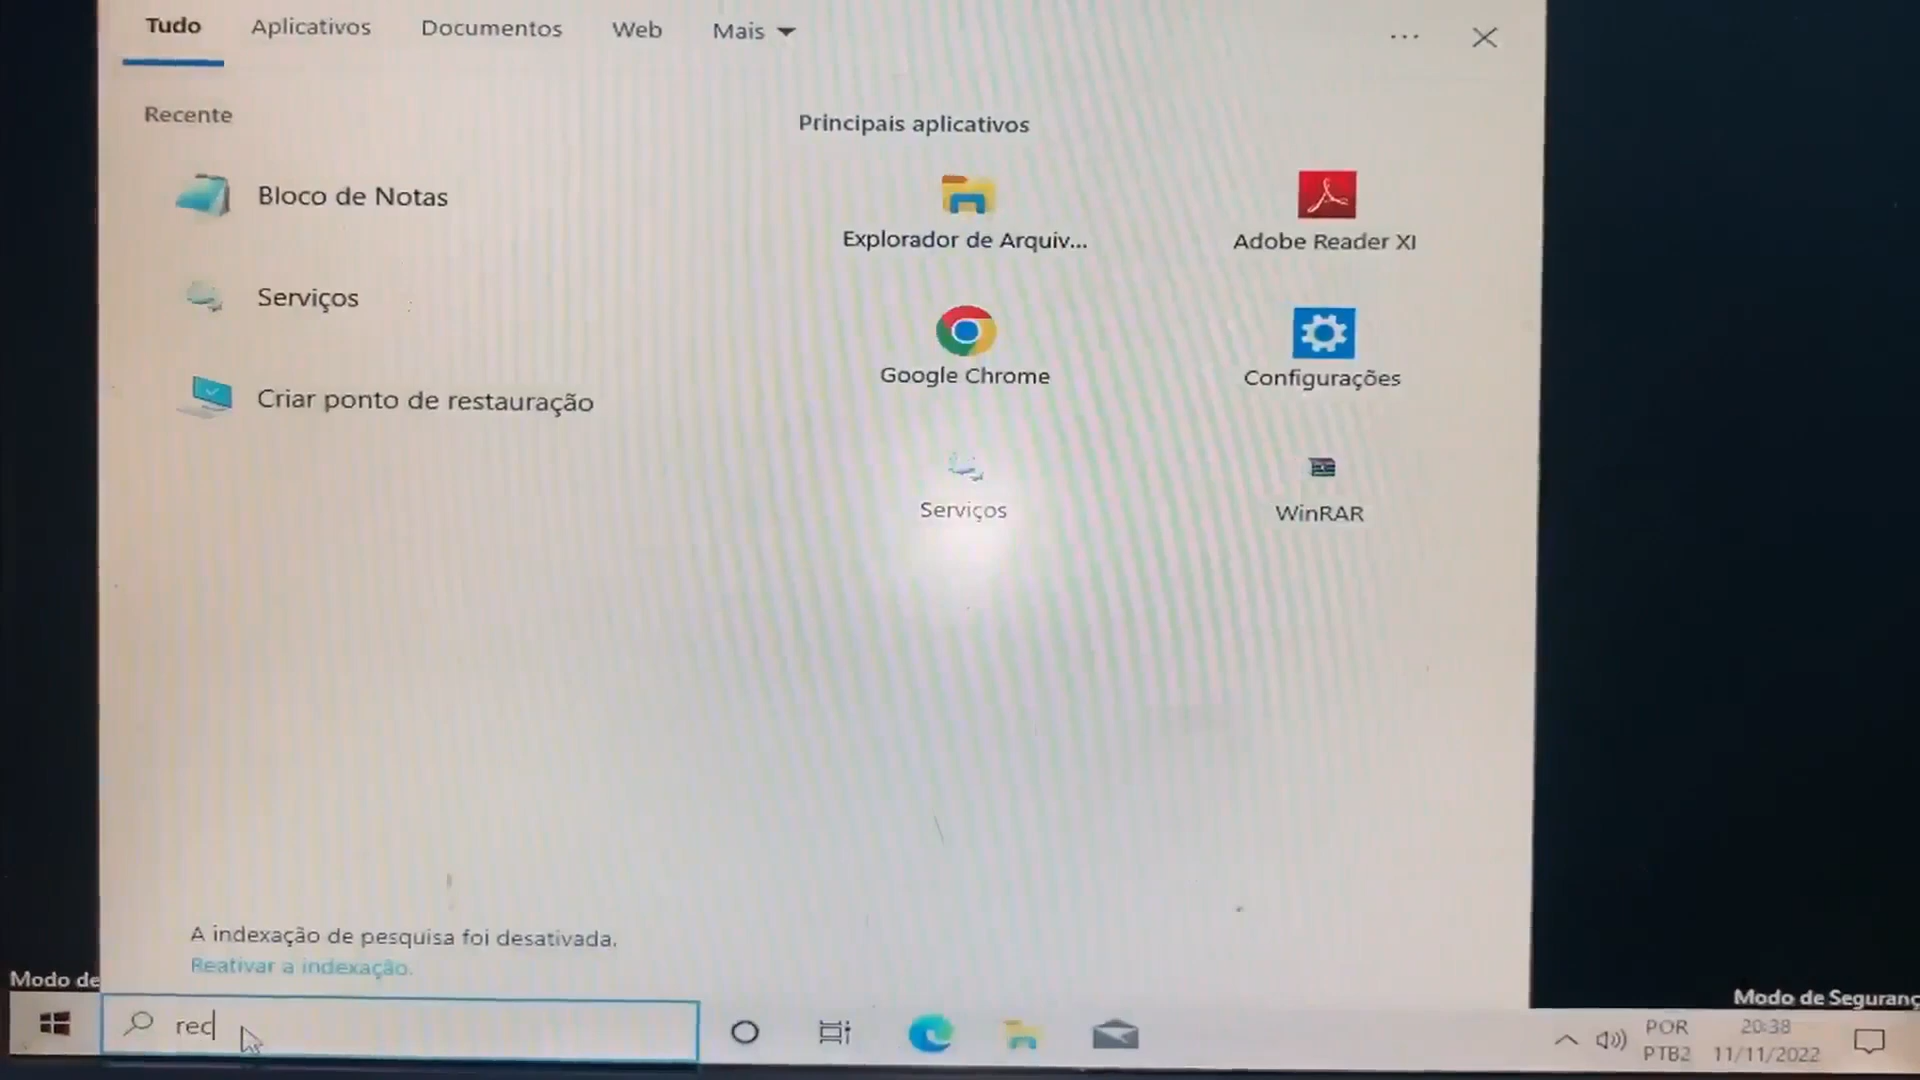 Tudo
Aplicativos
Documentos
Web
Mais
Recente
Bloco de Notas
Serviços
Criar ponto de restauração
Principais aplicativos
Explorador de Arquiv...
Adobe Reader XI
Google Chrome
Configurações
Serviços
WinRAR
A indexação de pesquisa foi desativada.
Reativar a indexação.
Modo de
Modo de Seguranç
rec
POR
PTB2
20:38
11/11/2022